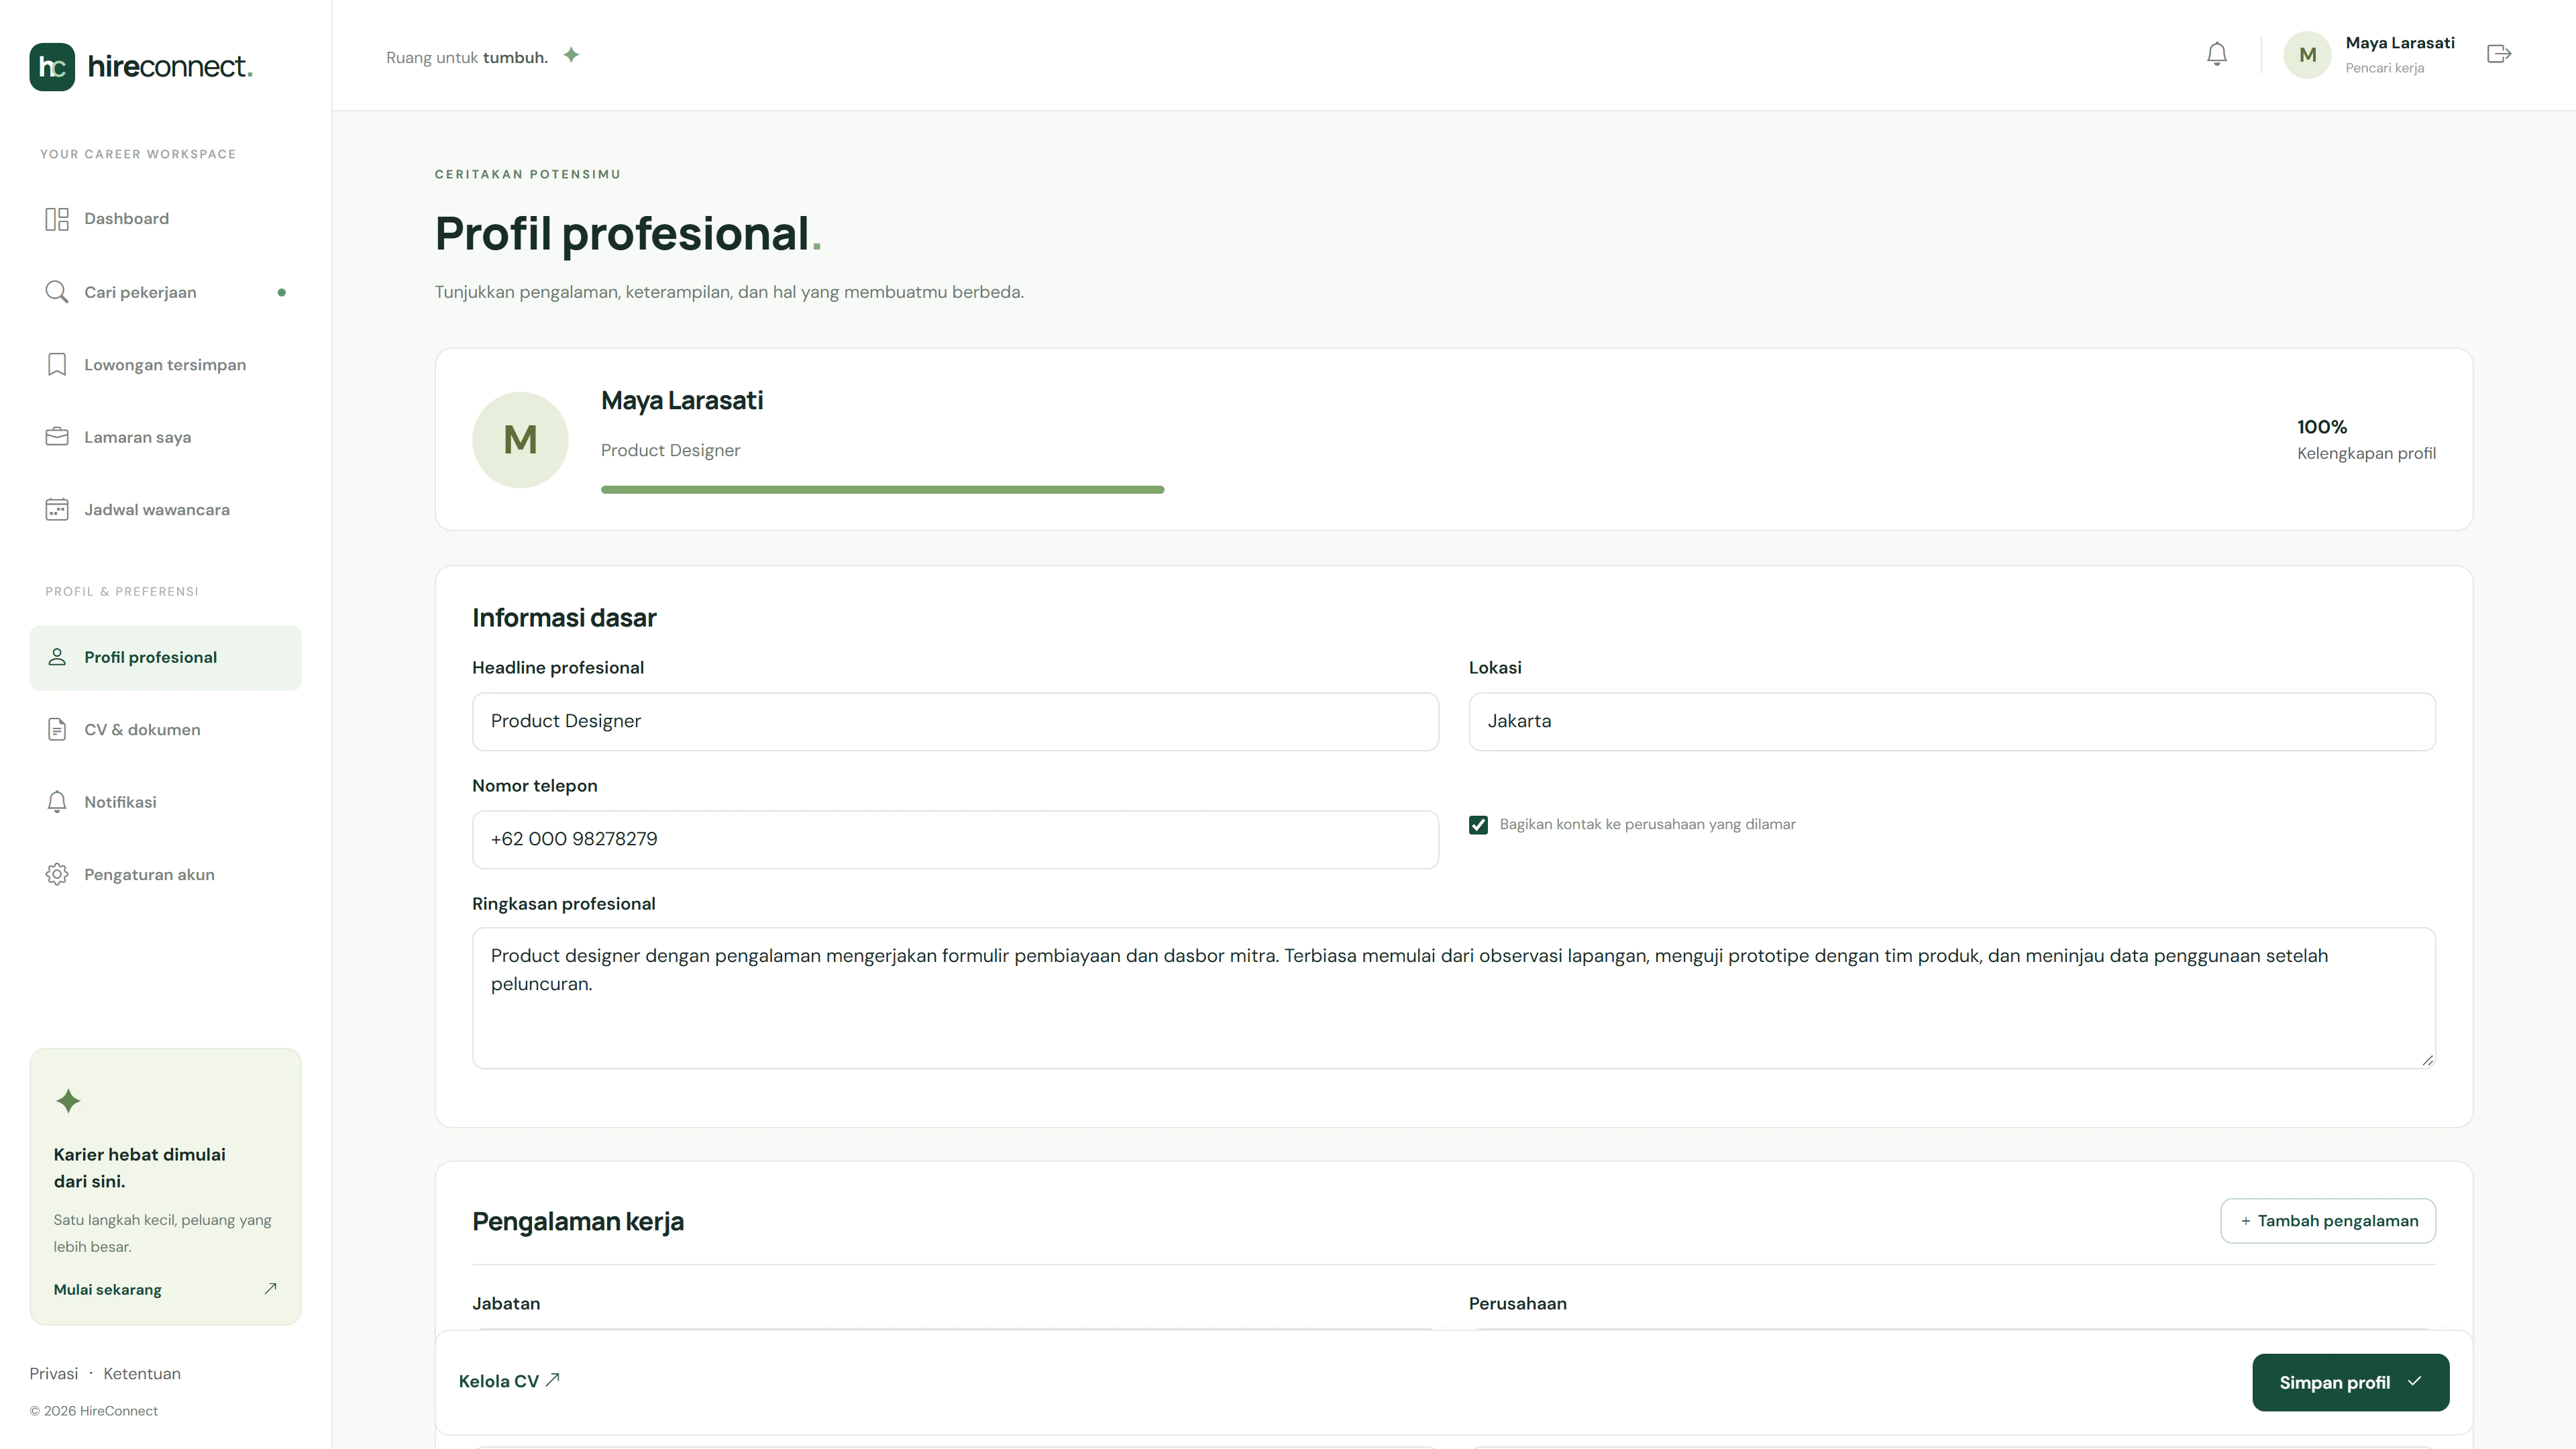 hc hireconnect.
YOUR CAREER WORKSPACE
Dashboard
Cari pekerjaan
Lowongan tersimpan
Lamaran saya
Jadwal wawancara
PROFIL & PREFERENSI
Profil profesional
CV & dokumen
Notifikasi
Pengaturan akun
Karier hebat dimulai
dari sini.
Satu langkah kecil, peluang yang
lebih besar.
Mulai sekarang
Privasi · Ketentuan
© 2026 HireConnect
Ruang untuk tumbuh.
M
Maya Larasati
Pencari kerja
CERITAKAN POTENSIMU
Profil profesional.
Tunjukkan pengalaman, keterampilan, dan hal yang membuatmu berbeda.
M
Maya Larasati
Product Designer
100%
Kelengkapan profil
Informasi dasar
Headline profesional
Product Designer
Lokasi
Jakarta
Nomor telepon
+62 000 98278279
Bagikan kontak ke perusahaan yang dilamar
Ringkasan profesional
Product designer dengan pengalaman mengerjakan formulir pembiayaan dan dasbor mitra. Terbiasa memulai dari observasi lapangan, menguji prototipe dengan tim produk, dan meninjau data penggunaan setelah
peluncuran.
Pengalaman kerja
+ Tambah pengalaman
Jabatan
Perusahaan
Kelola CV
Simpan profil